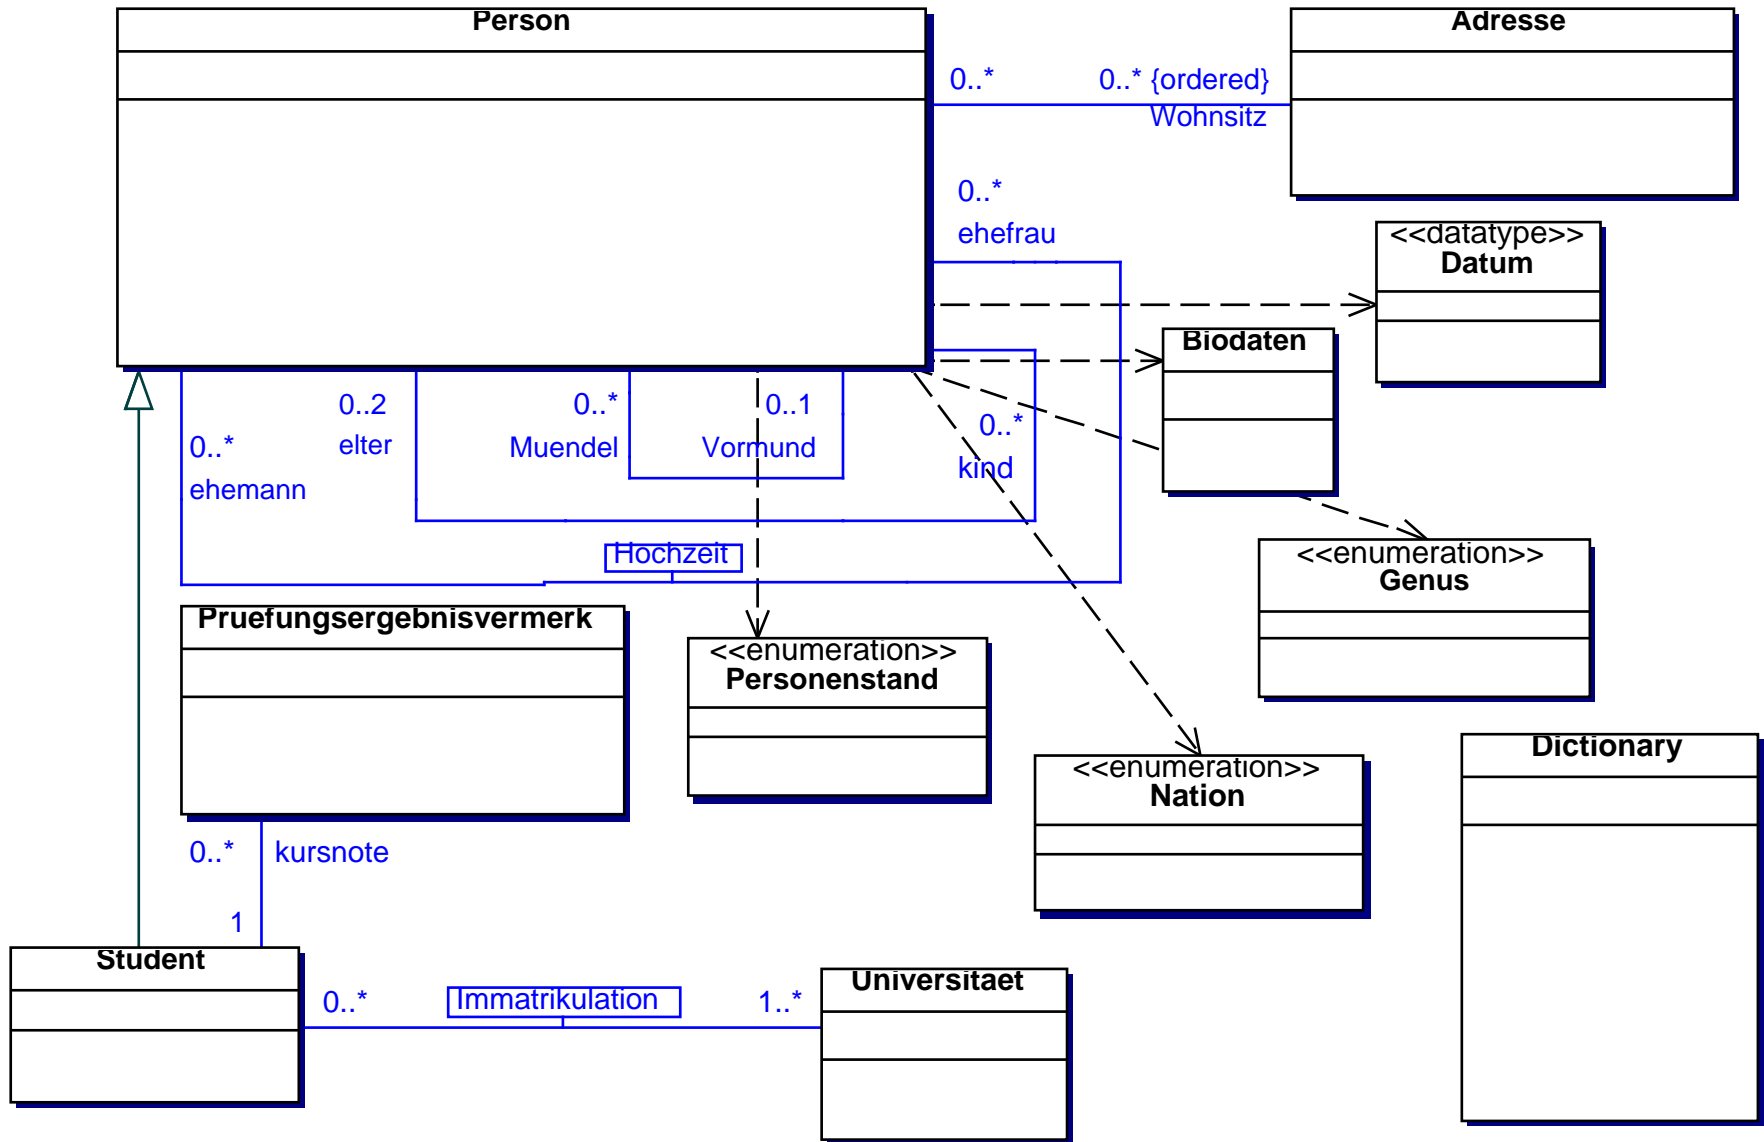 Person
Adresse
0..*
0..* {ordered}
Wohnsitz
0..*
ehefrau
<<datatype>>
Datum
Biodaten
0..2
elter
0..*
Muendel
0..1
Vormund
0..*
kind
0..*
ehemann
Hochzeit
<<enumeration>>
Genus
Pruefungsergebnisvermerk
<<enumeration>>
Personenstand
<<enumeration>>
Nation
Dictionary
0..*
kursnote
1
Student
0..*
Immatrikulation
1..*
Universitaet